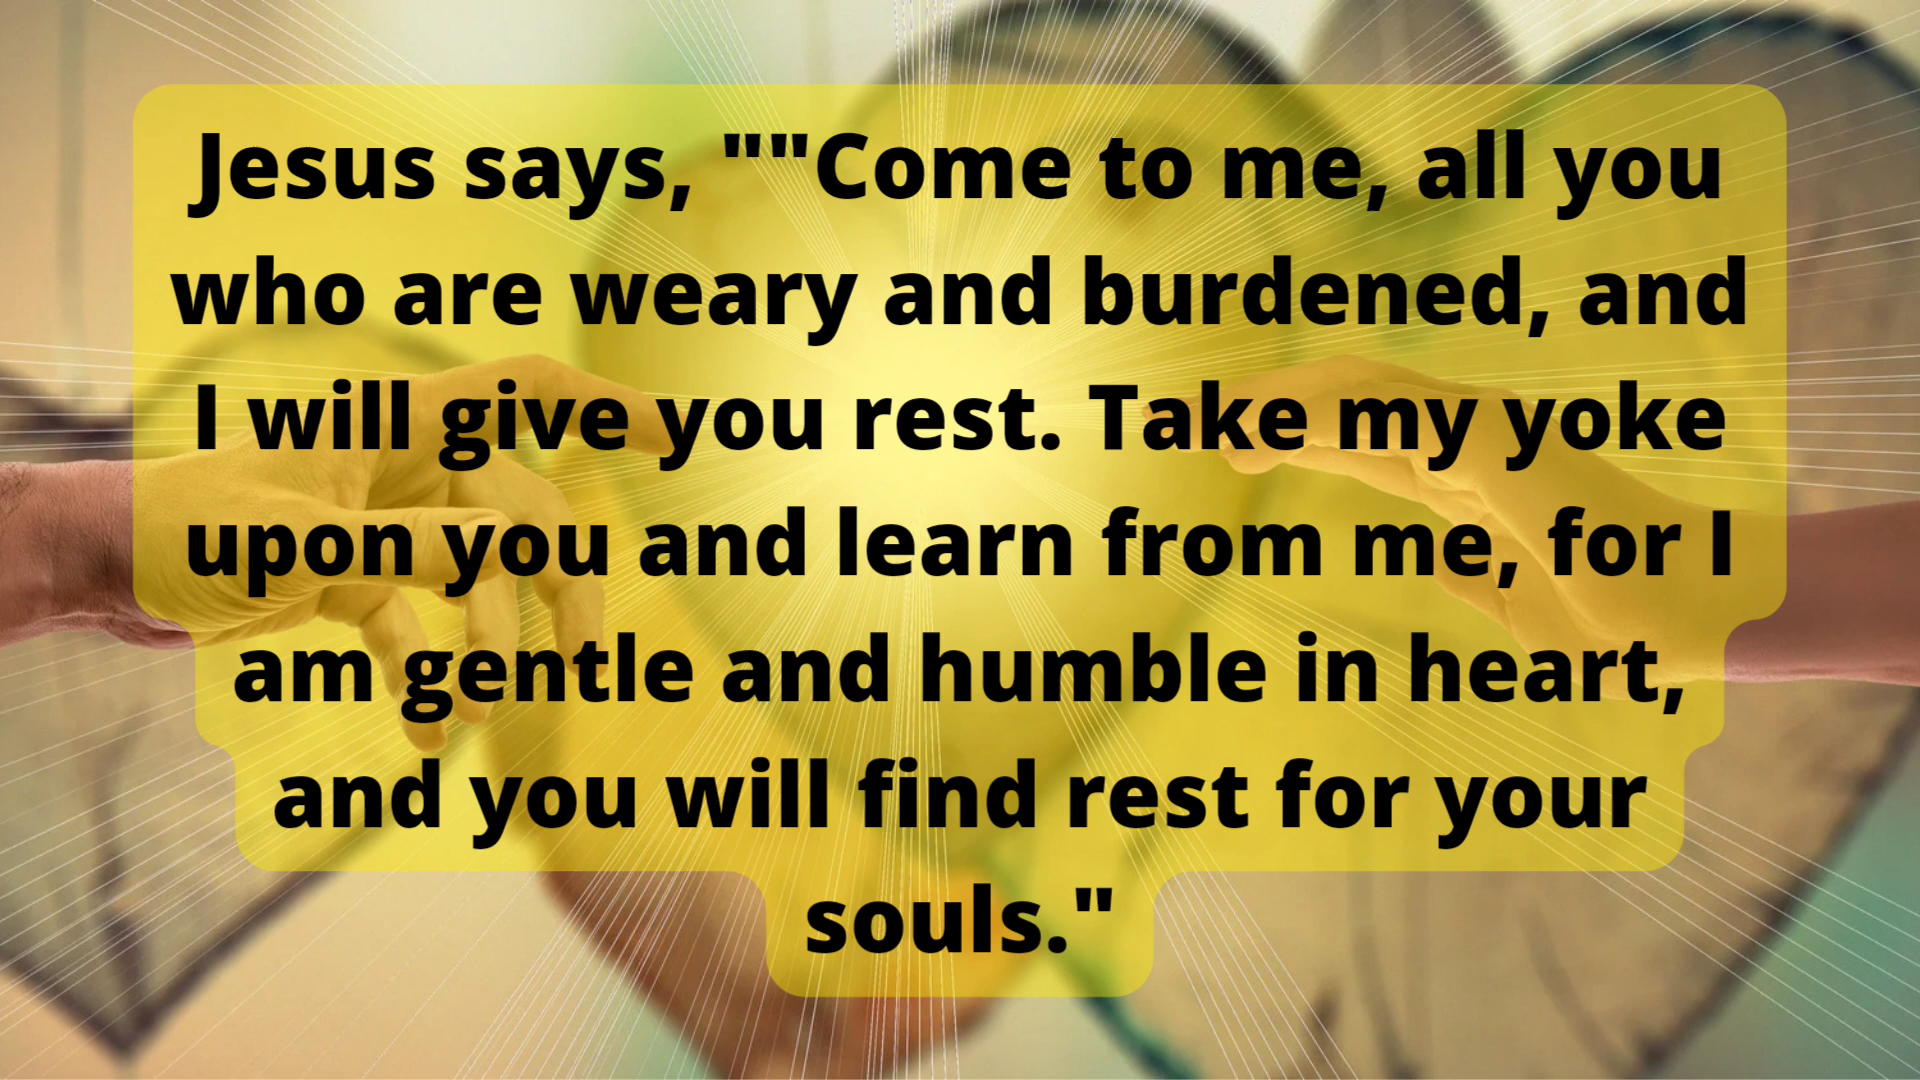 Jesus says, ""Come to me, all you
who are weary and burdened, and
I will give you rest. Take my yoke
upon you and learn from me, for I
am gentle and humble in heart,
and you will find rest for your
souls."